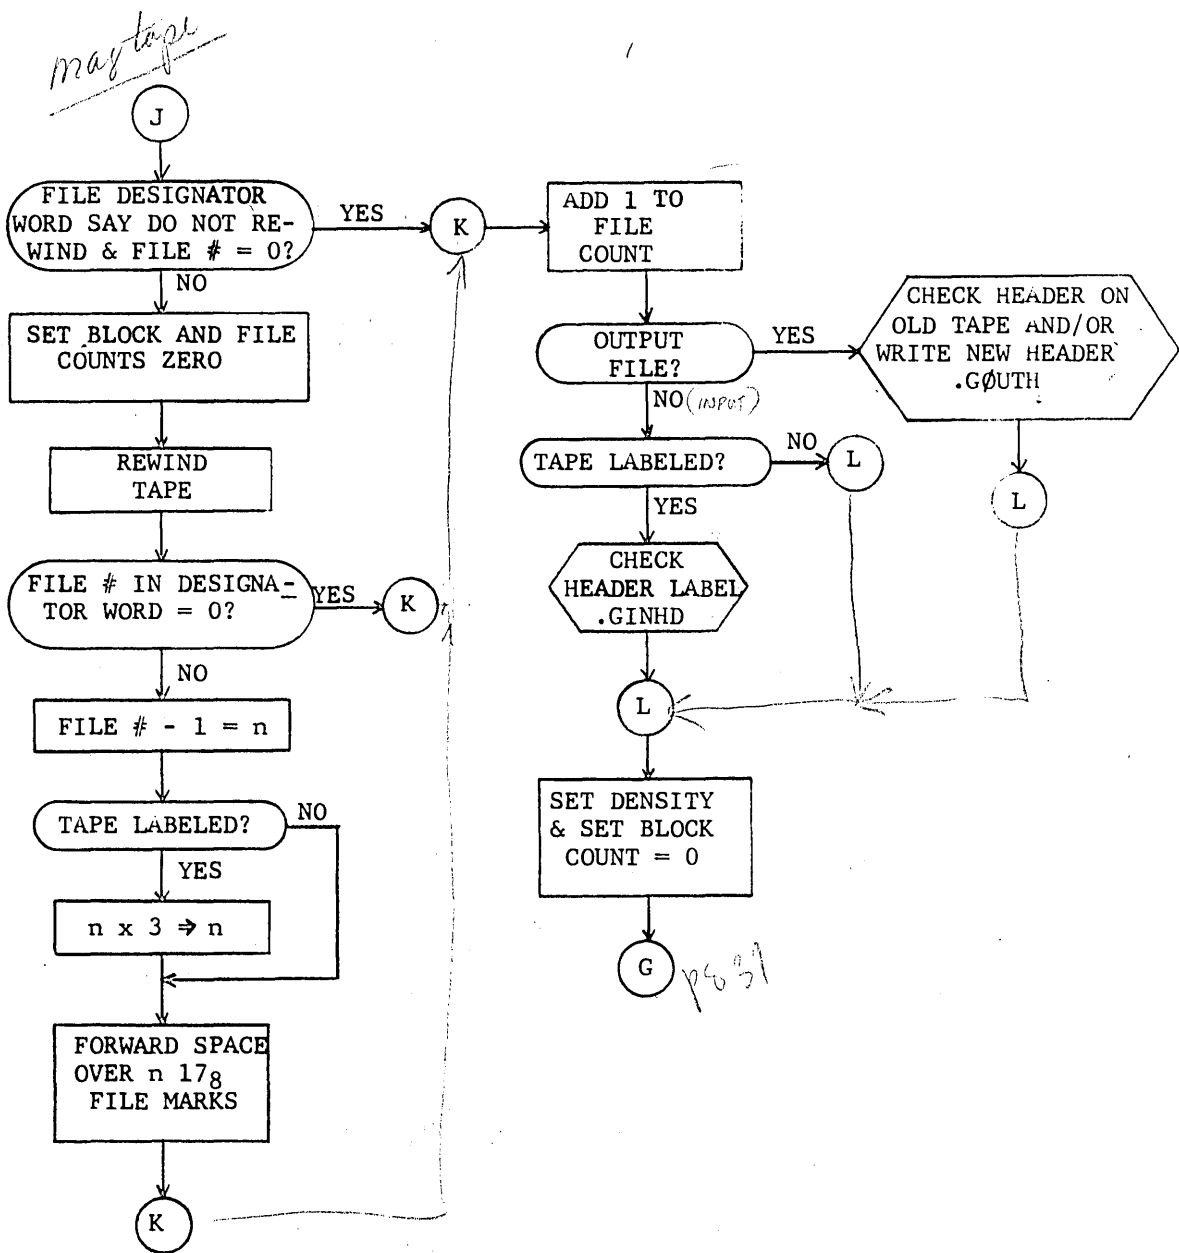 mag tape
J
FILE DESIGNATOR
WORD SAY DO NOT RE-
WIND & FILE # = 0?
YES
K
NO
SET BLOCK AND FILE
COUNTS ZERO
REWIND
TAPE
FILE # IN DESIGNA-
TOR WORD = 0?
YES
K
NO
FILE # - 1 = n
TAPE LABELED?
NO
YES
n x 3 ⇒ n
FORWARD SPACE
OVER n 17₈
FILE MARKS
K
ADD 1 TO
FILE
COUNT
OUTPUT
FILE?
YES
CHECK HEADER ON
OLD TAPE AND/OR
WRITE NEW HEADER
.GØUTH
L
NO (INPUT)
TAPE LABELED?
NO
L
YES
CHECK
HEADER LABEL
.GINHD
L
SET DENSITY
& SET BLOCK
COUNT = 0
G